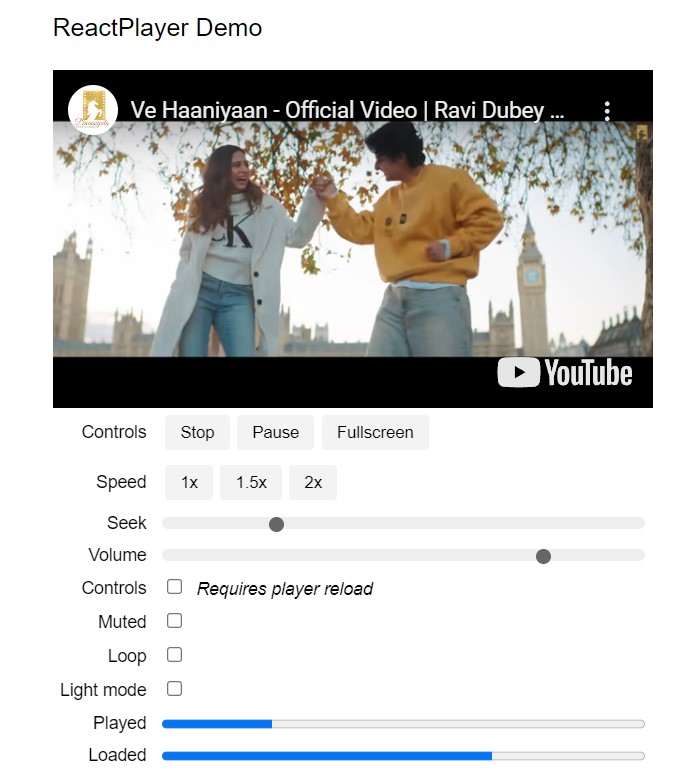 ReactPlayer Demo
Ve Haaniyaan - Official Video | Ravi Dubey ...
CK
YouTube
Controls Stop Pause Fullscreen
Speed 1x 1.5x 2x
Seek
Volume
Controls Requires player reload
Muted
Loop
Light mode
Played
Loaded